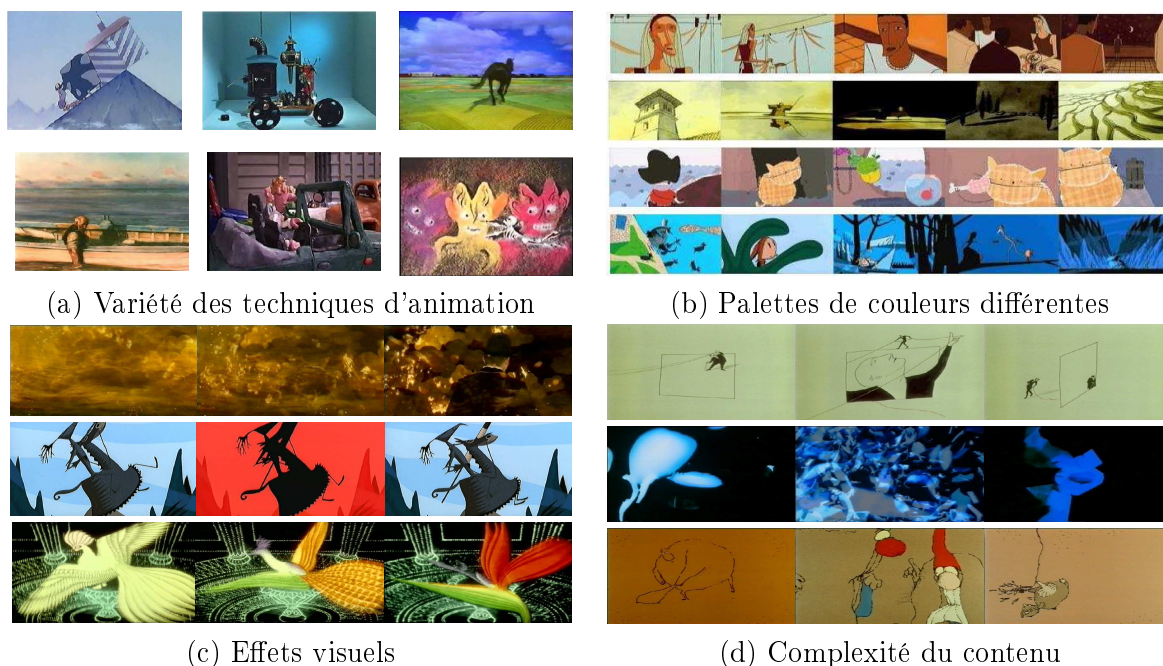 (a) Variété des techniques d'animation
(b) Palettes de couleurs différentes
(c) Effets visuels
(d) Complexité du contenu